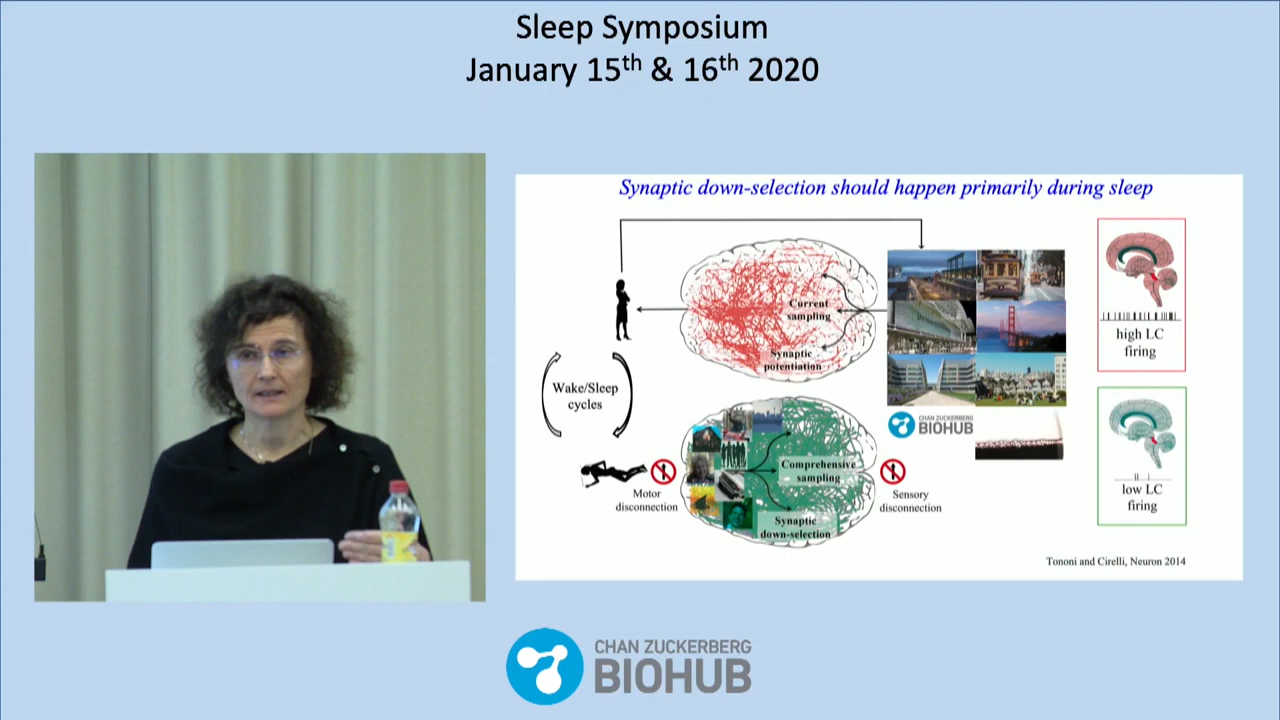 Sleep Symposium
January 15th & 16th 2020
Synaptic down-selection should happen primarily during sleep
Current
sampling
Synaptic
potentiation
high LC
firing
Wake/Sleep
cycles
CHAN ZUCKERBERG
BIOHUB
Comprehensive
sampling
Motor
disconnection
Sensory
disconnection
Synaptic
down-selection
low LC
firing
Tononi and Cirelli, Neuron 2014
CHAN ZUCKERBERG
BIOHUB